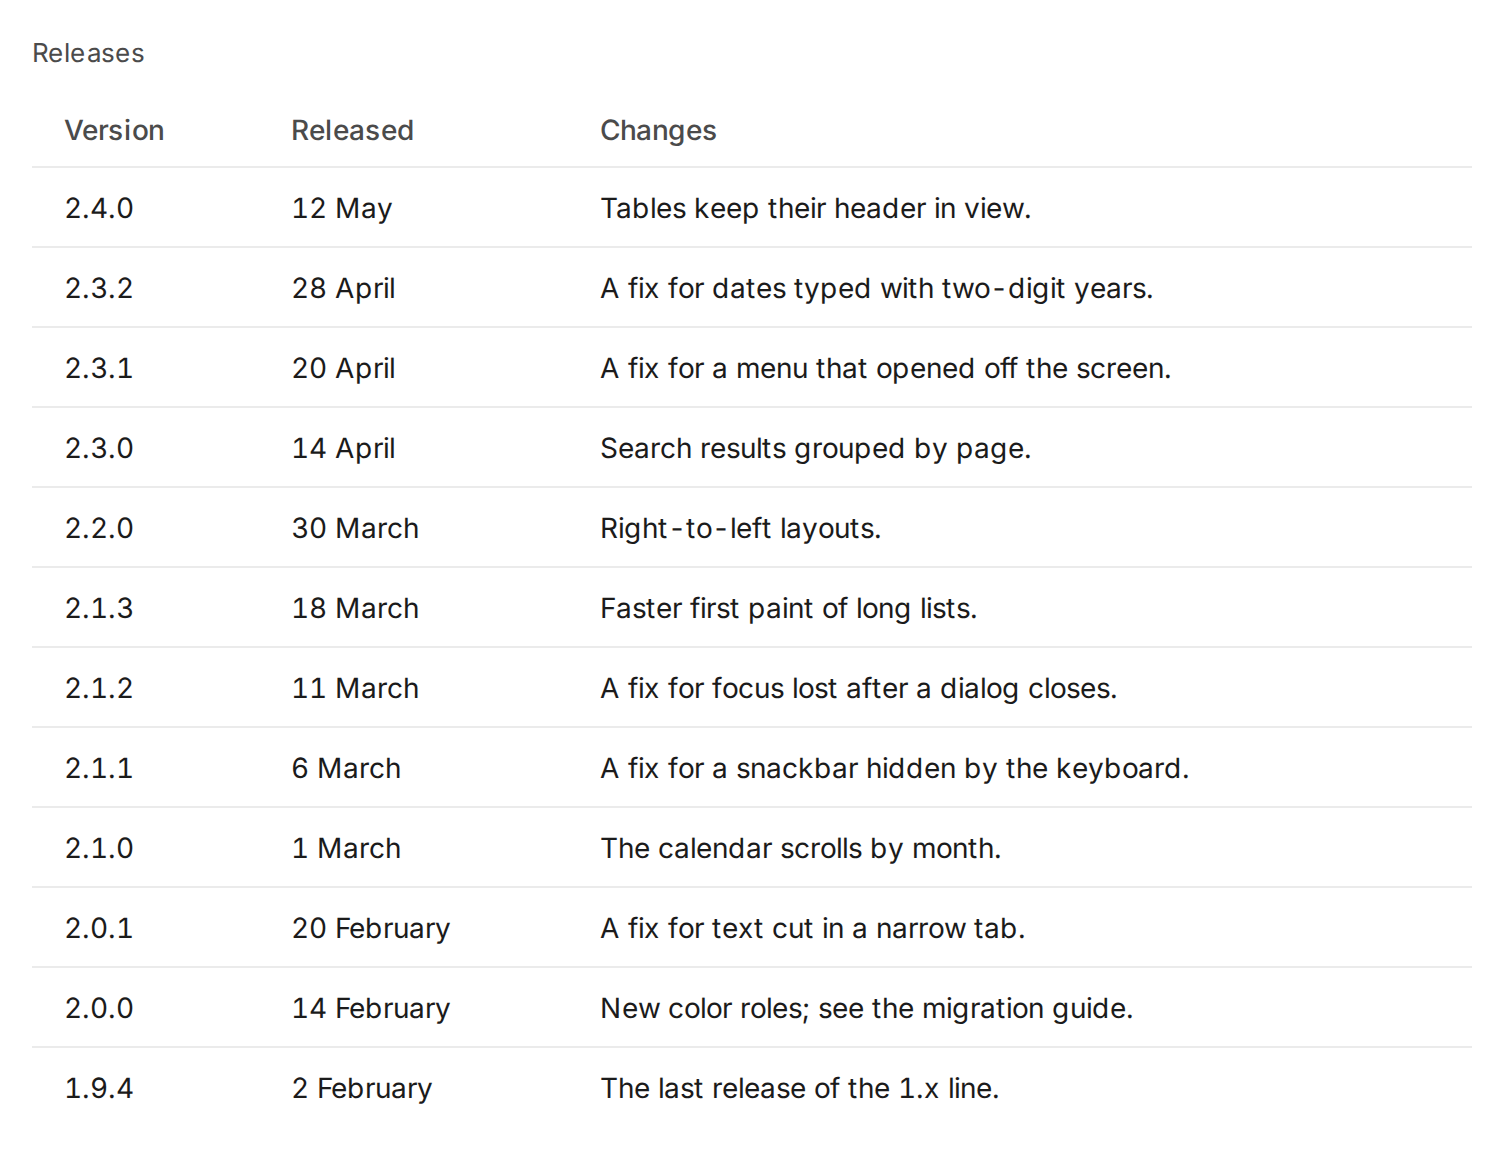 Releases
Version Released Changes
2.4.0 12 May Tables keep their header in view.
2.3.2 28 April A fix for dates typed with two-digit years.
2.3.1 20 April A fix for a menu that opened off the screen.
2.3.0 14 April Search results grouped by page.
2.2.0 30 March Right-to-left layouts.
2.1.3 18 March Faster first paint of long lists.
2.1.2 11 March A fix for focus lost after a dialog closes.
2.1.1 6 March A fix for a snackbar hidden by the keyboard.
2.1.0 1 March The calendar scrolls by month.
2.0.1 20 February A fix for text cut in a narrow tab.
2.0.0 14 February New color roles; see the migration guide.
1.9.4 2 February The last release of the 1.x line.